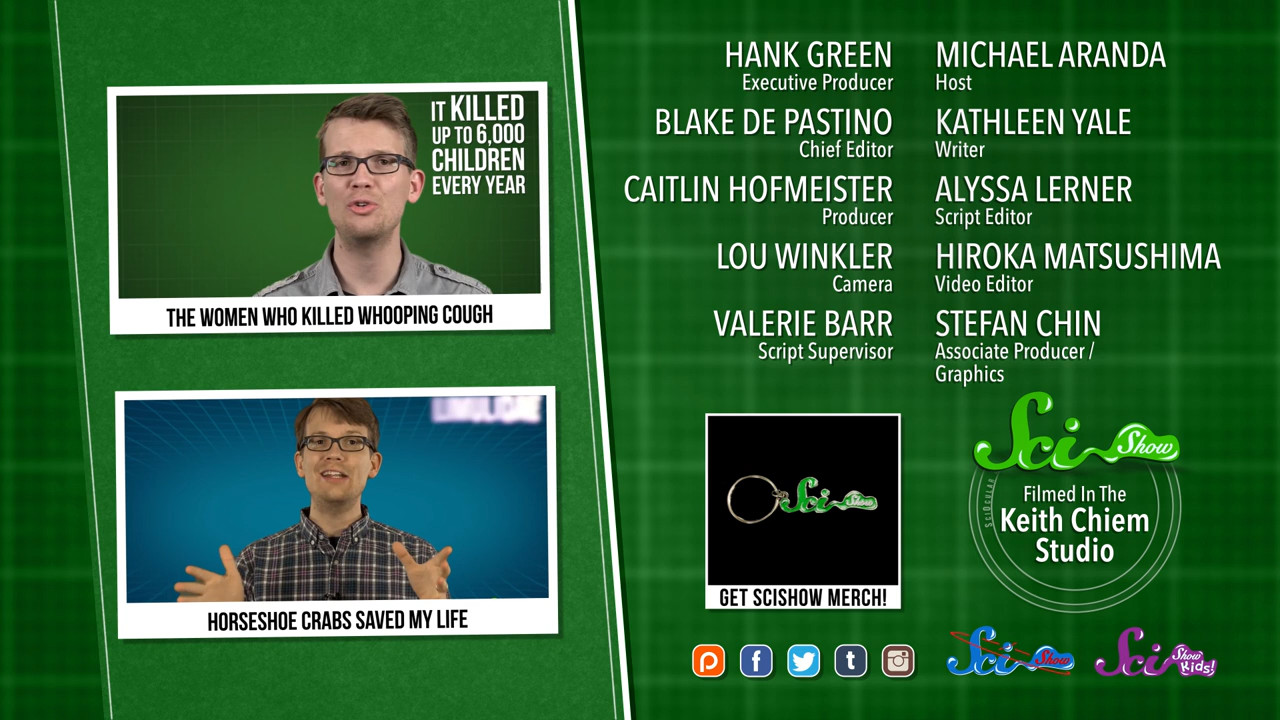 IT KILLED
UP TO 6,000
CHILDREN
EVERY YEAR
THE WOMEN WHO KILLED WHOOPING COUGH
HORSESHOE CRABS SAVED MY LIFE
HANK GREEN
Executive Producer
BLAKE DE PASTINO
Chief Editor
CAITLIN HOFMEISTER
Producer
LOU WINKLER
Camera
VALERIE BARR
Script Supervisor
MICHAEL ARANDA
Host
KATHLEEN YALE
Writer
ALYSSA LERNER
Script Editor
HIROKA MATSUSHIMA
Video Editor
STEFAN CHIN
Associate Producer /
Graphics
Sci Show
GET SCISHOW MERCH!
Sci Show
SciOcular
Filmed In The
Keith Chiem
Studio
Sci Show
Sci Show Kids!